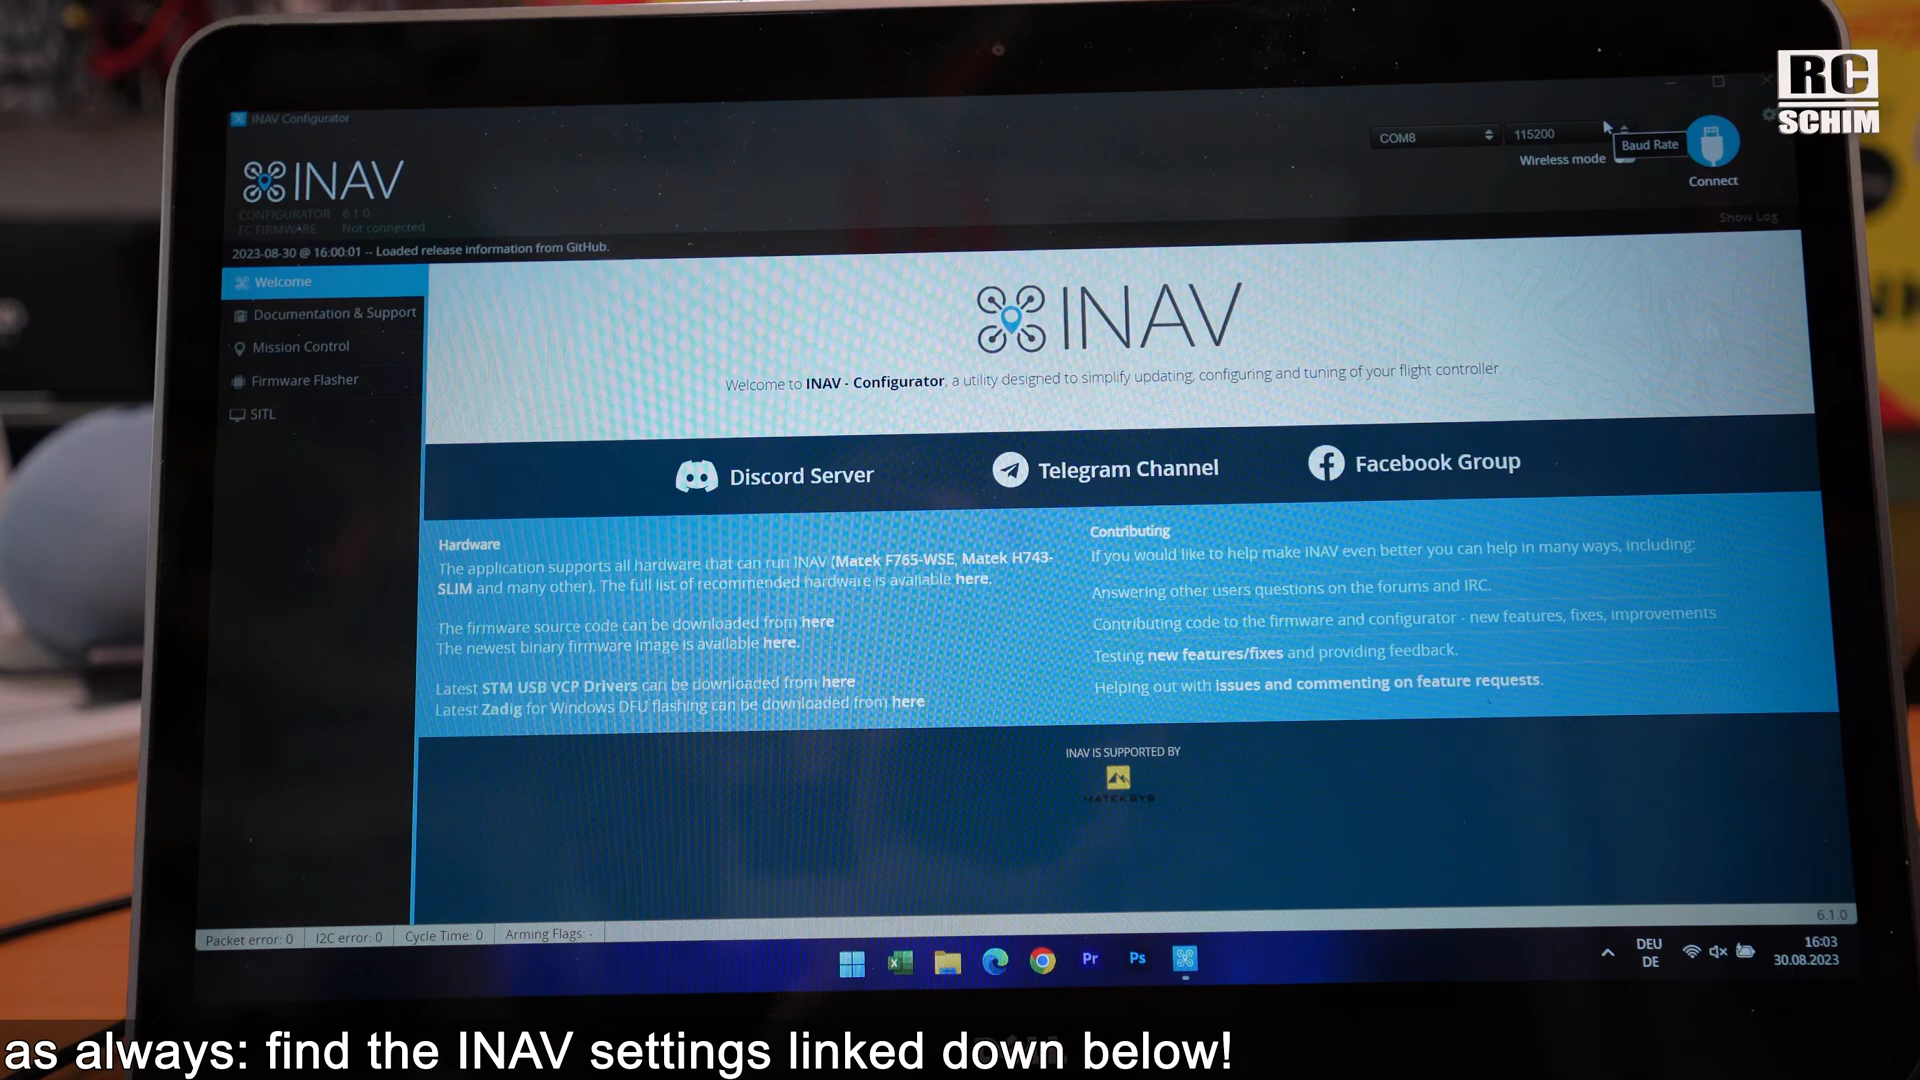 RC
SCHIM
INAV Configurator
COM8
115200
Baud Rate
Wireless mode
Connect
INAV
CONFIGURATOR 6.1.0
FC FIRMWARE Not connected
Show Log
2023-08-30 @ 16:00:01 -- Loaded release information from GitHub.
Welcome
Documentation & Support
Mission Control
Firmware Flasher
SITL
INAV
Welcome to INAV - Configurator, a utility designed to simplify updating, configuring and tuning of your flight controller.
Discord Server
Telegram Channel
Facebook Group
Hardware
The application supports all hardware that can run INAV (Matek F765-WSE, Matek H743-
SLIM and many other). The full list of recommended hardware is available here.
The firmware source code can be downloaded from here
The newest binary firmware image is available here.
Latest STM USB VCP Drivers can be downloaded from here
Latest Zadig for Windows DFU flashing can be downloaded from here
Contributing
If you would like to help make INAV even better you can help in many ways, including:
Answering other users questions on the forums and IRC.
Contributing code to the firmware and configurator - new features, fixes, improvements
Testing new features/fixes and providing feedback.
Helping out with issues and commenting on feature requests.
INAV IS SUPPORTED BY
MATEKSYS
6.1.0
Packet error: 0
I2C error: 0
Cycle Time: 0
Arming Flags: -
Pr
Ps
DEU
DE
16:03
30.08.2023
as always: find the INAV settings linked down below!